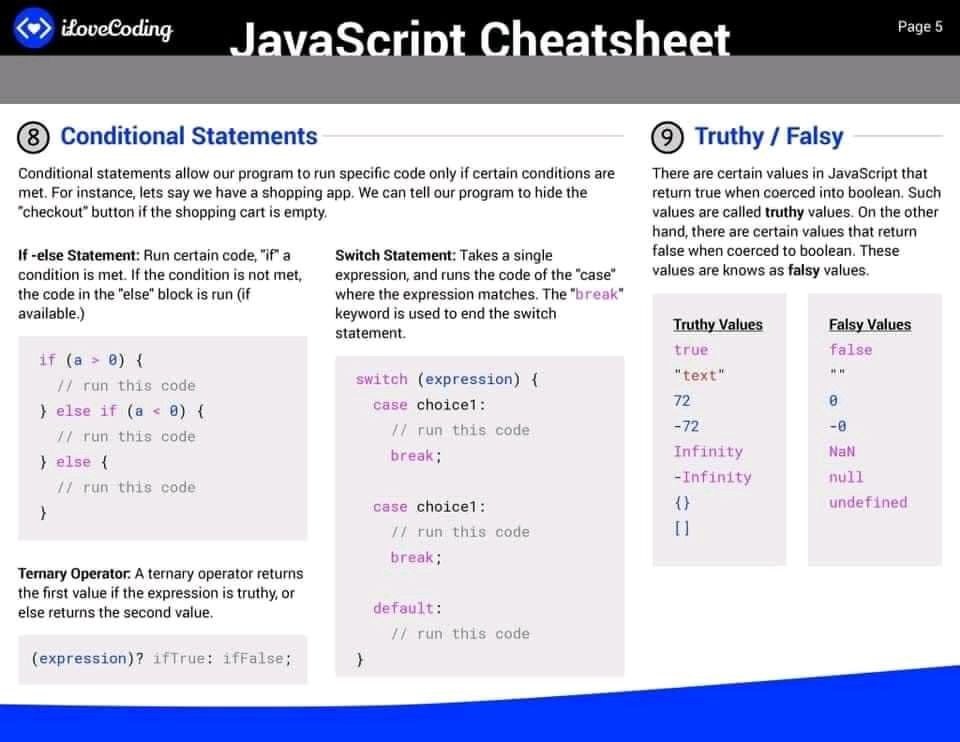 iLoveCoding
JavaScript Cheatsheet
Page 5
8 Conditional Statements
Conditional statements allow our program to run specific code only if certain conditions are
met. For instance, lets say we have a shopping app. We can tell our program to hide the
"checkout" button if the shopping cart is empty.
If -else Statement: Run certain code, "if" a
condition is met. If the condition is not met,
the code in the "else" block is run (if
available.)
if (a > 0) {
// run this code
} else if (a < 0) {
// run this code
} else {
// run this code
}
Ternary Operator: A ternary operator returns
the first value if the expression is truthy, or
else returns the second value.
(expression)? ifTrue: ifFalse;
Switch Statement: Takes a single
expression, and runs the code of the "case"
where the expression matches. The "break"
keyword is used to end the switch
statement.
switch (expression) {
case choice1:
// run this code
break;
case choice1:
// run this code
break;
default:
// run this code
}
9 Truthy / Falsy
There are certain values in JavaScript that
return true when coerced into boolean. Such
values are called truthy values. On the other
hand, there are certain values that return
false when coerced to boolean. These
values are knows as falsy values.
Truthy Values
true
"text"
72
-72
Infinity
-Infinity
{}
[]
Falsy Values
false
""
0
-0
NaN
null
undefined